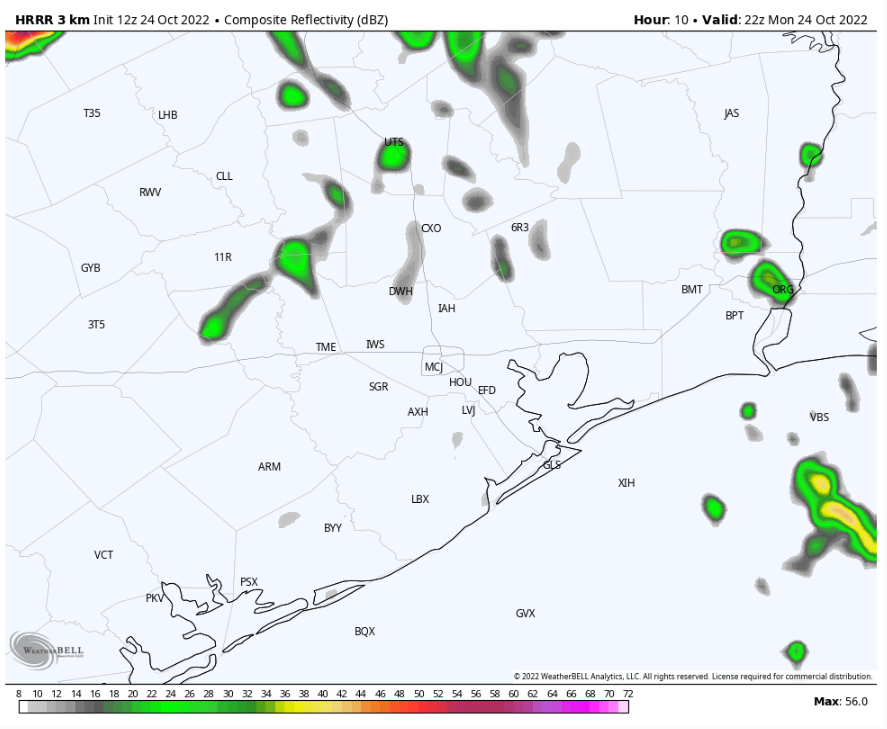 HRRR 3 km Init 12z 24 Oct 2022 • Composite Reflectivity (dBZ) Hour: 10 • Valid: 22z Mon 24 Oct 2022
T35 LHB JAS
UTS
CLL
RWV
CXO 6R3
11R
GYB
DWH BMT ORG
IAH
BPT
3T5
TME IWS
MCJ
SGR HOU EFD
AXH LVJ VBS
ARM GLS
XIH
LBX
BYY
VCT
PSX
PKV
GVX
BQX
WEATHERBELL
© 2022 WeatherBELL Analytics, LLC. All rights reserved. License required for commercial distribution.
8 10 12 14 16 18 20 22 24 26 28 30 32 34 36 38 40 42 44 46 48 50 52 54 56 58 60 62 64 66 68 70 72
Max: 56.0